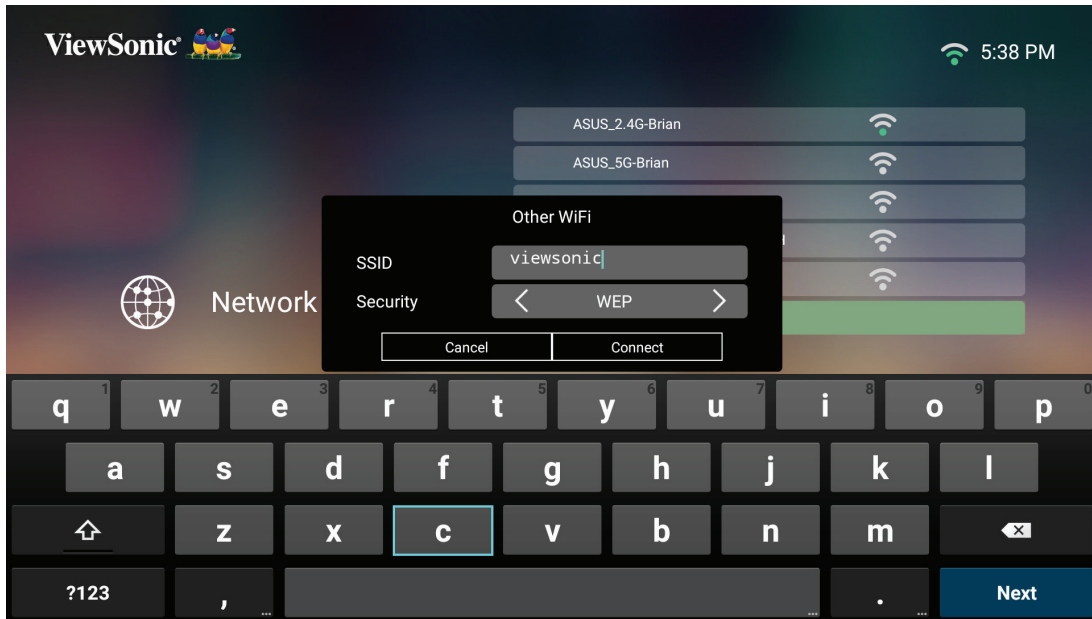 ViewSonic®
5:38 PM
ASUS_2.4G-Brian
ASUS_5G-Brian
Network
Other WiFi
SSID viewsonic
Security < WEP >
Cancel Connect
q 1 w 2 e 3 r 4 t 5 y 6 u 7 i 8 o 9 p 0
a s d f g h j k l
z x c v b n m
?123 , ... ... . ... Next